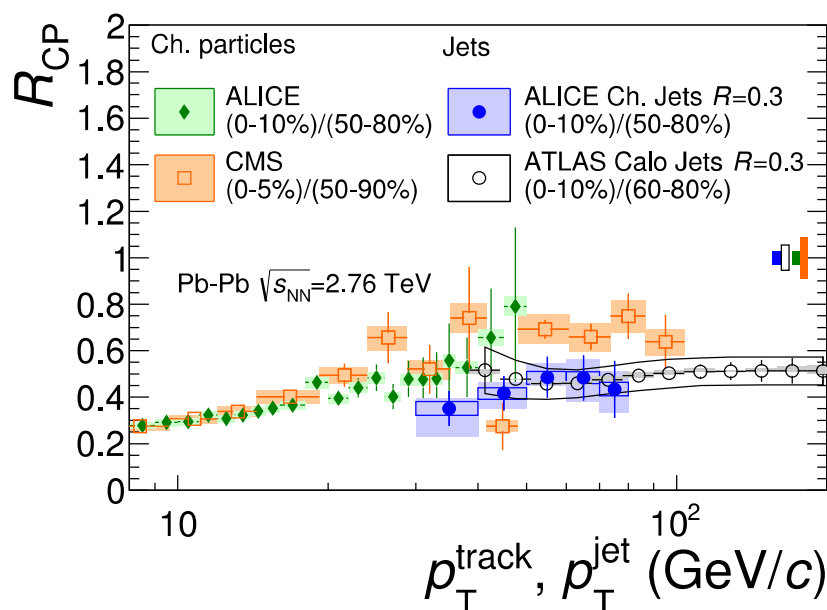 R_CP
2
1.8
1.6
1.4
1.2
1
0.8
0.6
0.4
0.2
0
Ch. particles
ALICE
(0-10%)/(50-80%)
CMS
(0-5%)/(50-90%)
Jets
ALICE Ch. Jets R=0.3
(0-10%)/(50-80%)
ATLAS Calo Jets R=0.3
(0-10%)/(60-80%)
Pb-Pb √s_NN=2.76 TeV
10
10²
p_T^track, p_T^jet (GeV/c)